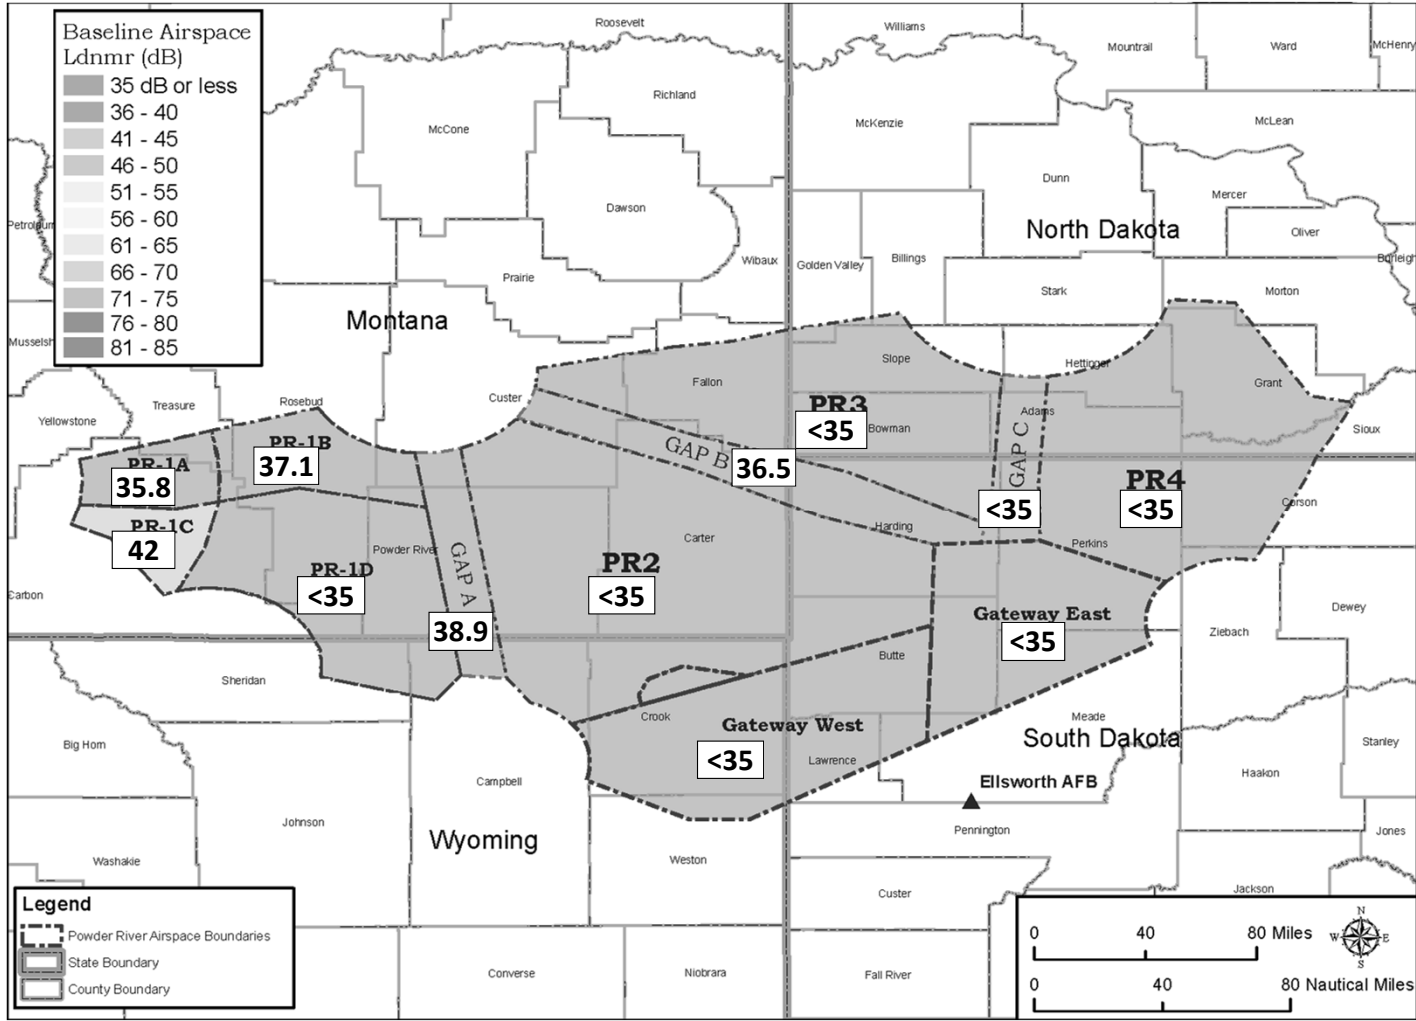 Baseline Airspace
Ldnmr (dB)
35 dB or less
36 - 40
41 - 45
46 - 50
51 - 55
56 - 60
61 - 65
66 - 70
71 - 75
76 - 80
81 - 85
Roosevelt
Williams
Mountrail
Ward
McHenry
Richland
McCone
McKenzie
McLean
Dunn
Mercer
Dawson
Petroleum
North Dakota
Oliver
Burleigh
Wibaux
Golden Valley
Billings
Prairie
Stark
Morton
Montana
Musselsh
Slope
Hettinger
Fallon
Grant
Custer
Rosebud
Treasure
Yellowstone
PR3
<35
Adams
Bowman
Sioux
PR-1B
37.1
GAP B
36.5
GAP C
PR-1A
35.8
PR4
<35
<35
Corson
PR-1C
42
Harding
Carter
Perkins
Powder River
GAP A
PR2
<35
PR-1D
<35
Carbon
Gateway East
<35
Dewey
38.9
Ziebach
Butte
Sheridan
Crook
Gateway West
<35
Meade
South Dakota
Big Horn
Lawrence
Stanley
Campbell
Ellsworth AFB
Haakon
Johnson
Wyoming
Pennington
Jones
Washakie
Weston
Custer
Jackson
Legend
Powder River Airspace Boundaries
State Boundary
County Boundary
Converse
Niobrara
Fall River
0 40 80 Miles
0 40 80 Nautical Miles
N
W E
S